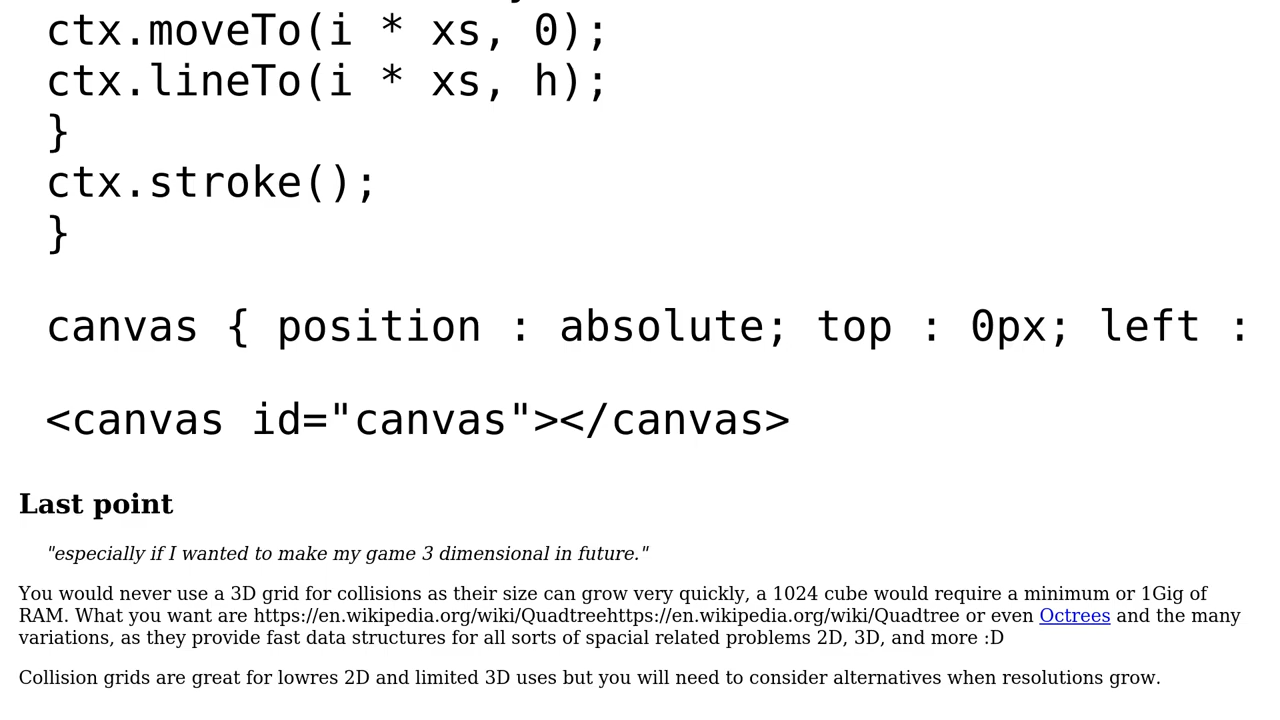 ctx.moveTo(i * xs, 0);
ctx.lineTo(i * xs, h);
}
ctx.stroke();
}
canvas { position : absolute; top : 0px; left :
<canvas id="canvas"></canvas>
Last point
"especially if I wanted to make my game 3 dimensional in future."
You would never use a 3D grid for collisions as their size can grow very quickly, a 1024 cube would require a minimum or 1Gig of
RAM. What you want are https://en.wikipedia.org/wiki/Quadtreehttps://en.wikipedia.org/wiki/Quadtree or even Octrees and the many
variations, as they provide fast data structures for all sorts of spacial related problems 2D, 3D, and more :D
Collision grids are great for lowres 2D and limited 3D uses but you will need to consider alternatives when resolutions grow.